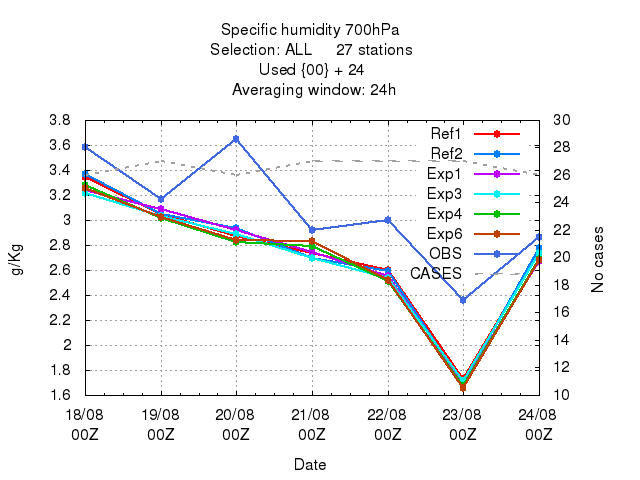 Specific humidity 700hPa
Selection: ALL 27 stations
Used {00} + 24
Averaging window: 24h
3.8
3.6
3.4
3.2
3
2.8
2.6
2.4
2.2
2
1.8
1.6
g/Kg
30
28
26
24
22
20
18
16
14
12
10
No cases
Ref1
Ref2
Exp1
Exp3
Exp4
Exp6
OBS
CASES
18/08 19/08 20/08 21/08 22/08 23/08 24/08
00Z 00Z 00Z 00Z 00Z 00Z 00Z
Date